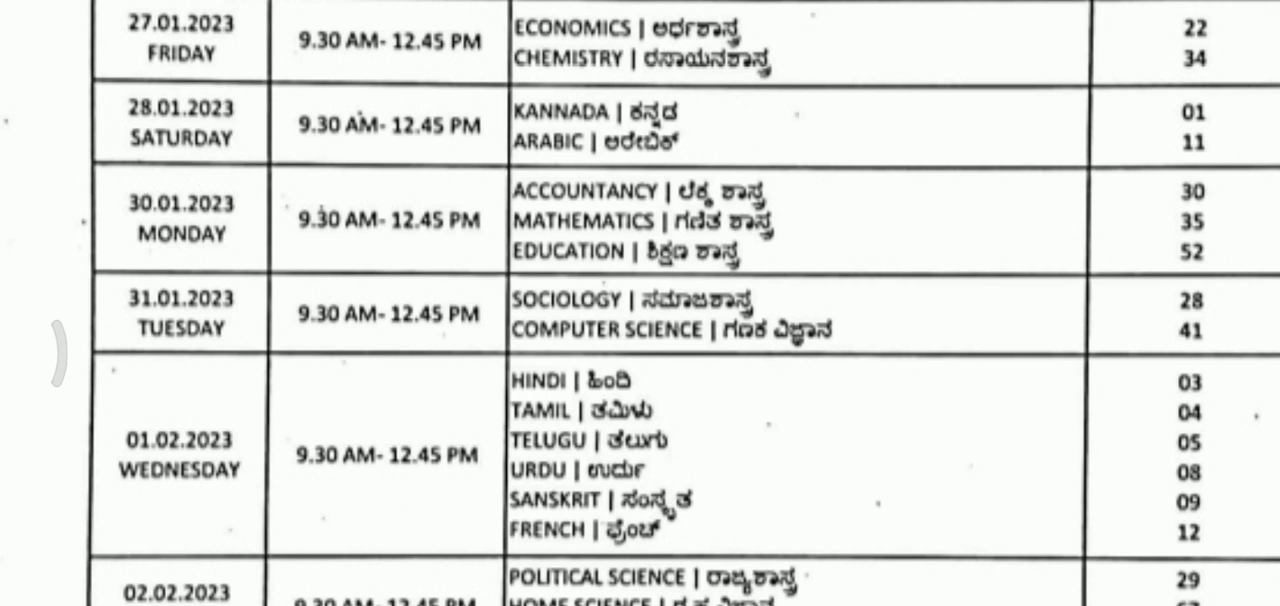 27.01.2023
FRIDAY
9.30 AM- 12.45 PM
ECONOMICS | ಅರ್ಥಶಾಸ್ತ್ರ
22
CHEMISTRY | ರಸಾಯನಶಾಸ್ತ್ರ
34
28.01.2023
SATURDAY
9.30 AM- 12.45 PM
KANNADA | ಕನ್ನಡ
01
ARABIC | ಅರೇಬಿಕ್
11
30.01.2023
MONDAY
9.30 AM- 12.45 PM
ACCOUNTANCY | ಲೆಕ್ಕ ಶಾಸ್ತ್ರ
30
MATHEMATICS | ಗಣಿತ ಶಾಸ್ತ್ರ
35
EDUCATION | ಶಿಕ್ಷಣ ಶಾಸ್ತ್ರ
52
31.01.2023
TUESDAY
9.30 AM- 12.45 PM
SOCIOLOGY | ಸಮಾಜಶಾಸ್ತ್ರ
28
COMPUTER SCIENCE | ಗಣಕ ವಿಜ್ಞಾನ
41
01.02.2023
WEDNESDAY
9.30 AM- 12.45 PM
HINDI | ಹಿಂದಿ
03
TAMIL | ತಮಿಳು
04
TELUGU | ತೆಲುಗು
05
URDU | ಉರ್ದು
08
SANSKRIT | ಸಂಸ್ಕೃತ
09
FRENCH | ಫ್ರೆಂಚ್
12
02.02.2023
9.30 AM- 12.45 PM
POLITICAL SCIENCE | ರಾಜ್ಯಶಾಸ್ತ್ರ
29
HOME SCIENCE |